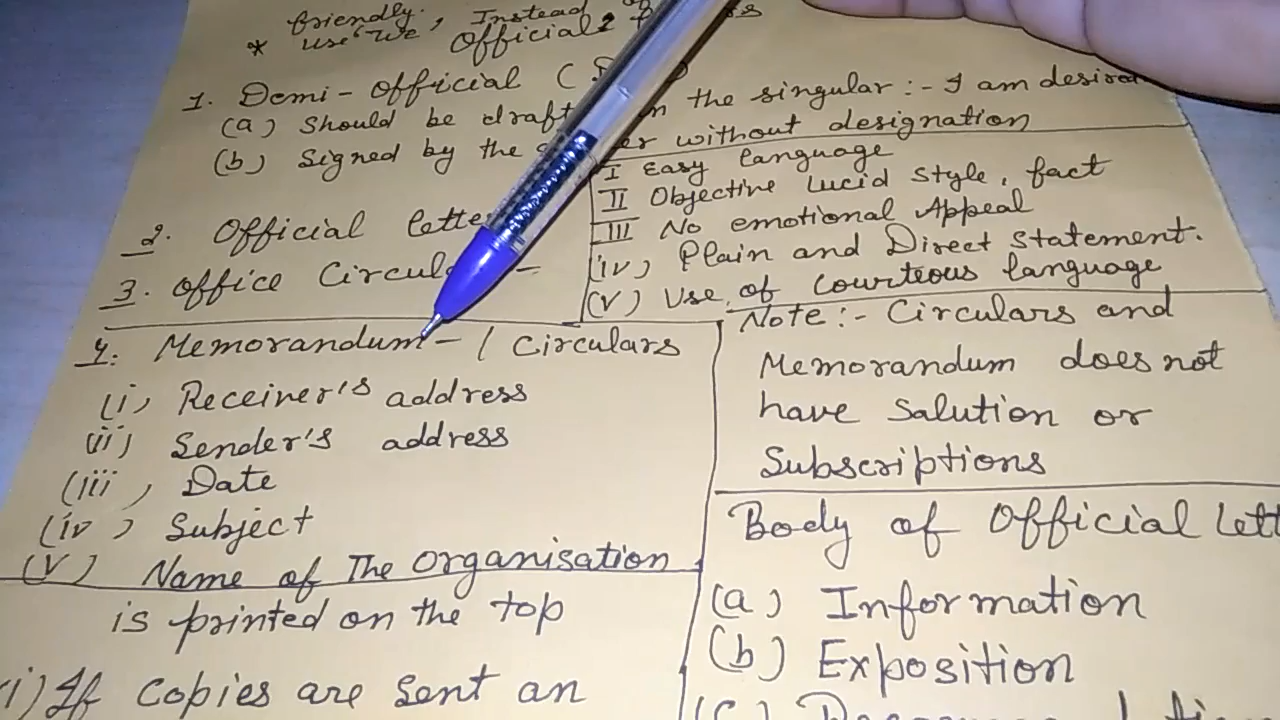 friendly.
* Use 'We', Instead of
Official
1. Demi - Official (
(a) Should be draft in the singular :- I am desired
(b) Signed by the without designation
2. Official lette
3. Office Circul -
I Easy language
II Objective Lucid Style, fact
III No emotional Appeal
(iv) Plain and Direct Statement.
(v) Use of Courteous language
4. Memorandum - / Circulars
(i) Receiver's address
(ii) Sender's address
(iii) Date
(iv) Subject
(v) Name of The Organisation
is printed on the top
i) If Copies are Sent an
Note :- Circulars and
Memorandum does not
have Salution or
Subscriptions
Body of Official Lett
(a) Information
(b) Exposition